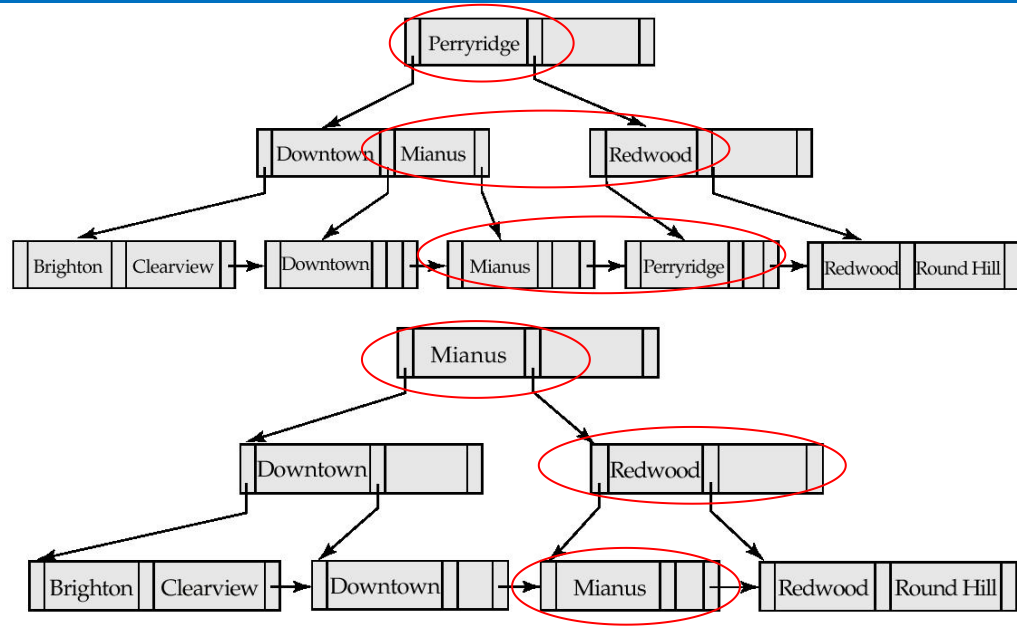 Perryridge
Downtown Mianus Redwood
Brighton Clearview Downtown Mianus Perryridge Redwood Round Hill
Mianus
Downtown Redwood
Brighton Clearview Downtown Mianus Redwood Round Hill